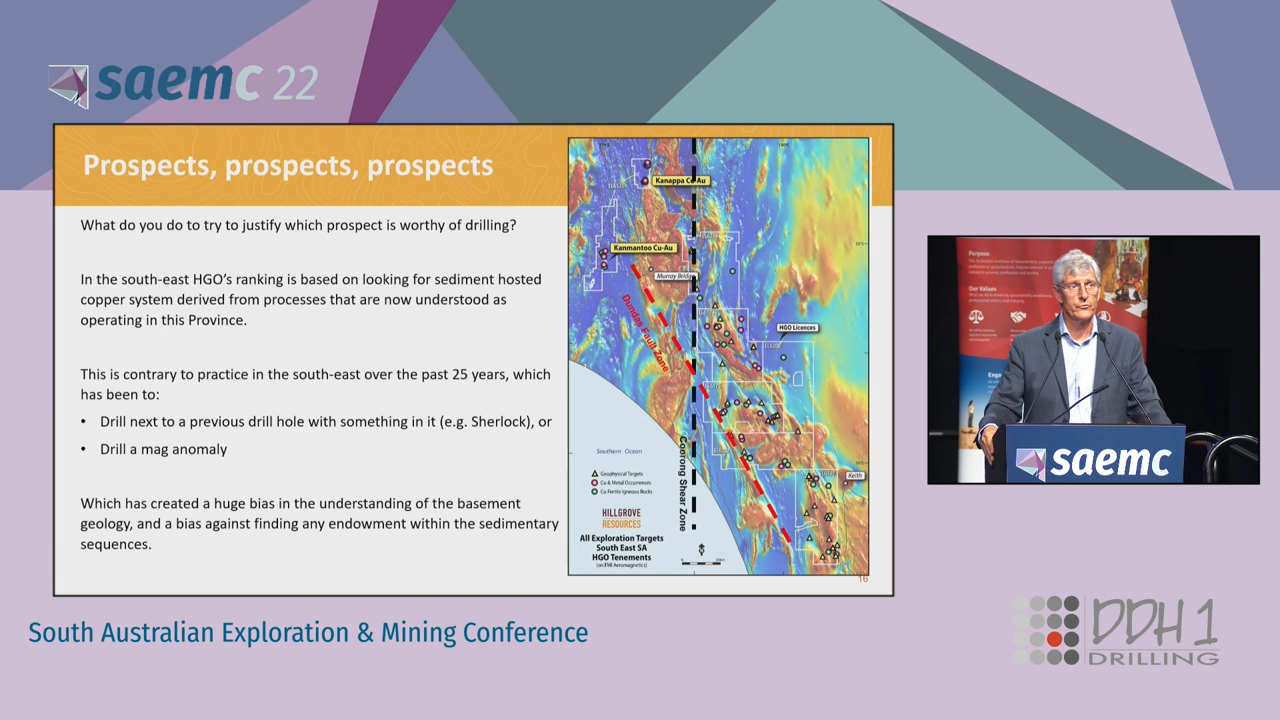 saemc 22
Prospects, prospects, prospects
What do you do to try to justify which prospect is worthy of drilling?
In the south-east HGO's ranking is based on looking for sediment hosted
copper system derived from processes that are now understood as
operating in this Province.
This is contrary to practice in the south-east over the past 25 years, which
has been to:
• Drill next to a previous drill hole with something in it (e.g. Sherlock), or
• Drill a mag anomaly
Which has created a huge bias in the understanding of the basement
geology, and a bias against finding any endowment within the sedimentary
sequences.
Kanappa Cu-Au
Kanmantoo Cu-Au
Murray Bridge
Dundas Fault Zone
HGO Licences
Coorong Shear Zone
Keith
Southern Ocean
Geophysical Targets
Cu & Metal Occurrences
Cu Fertile Igneous Rocks
HILLGROVE
RESOURCES
All Exploration Targets
South East SA
HGO Tenements
(on TMI Aeromagnetics)
16
Purpose
Our Values
saemc
South Australian Exploration & Mining Conference
DDH 1
DRILLING